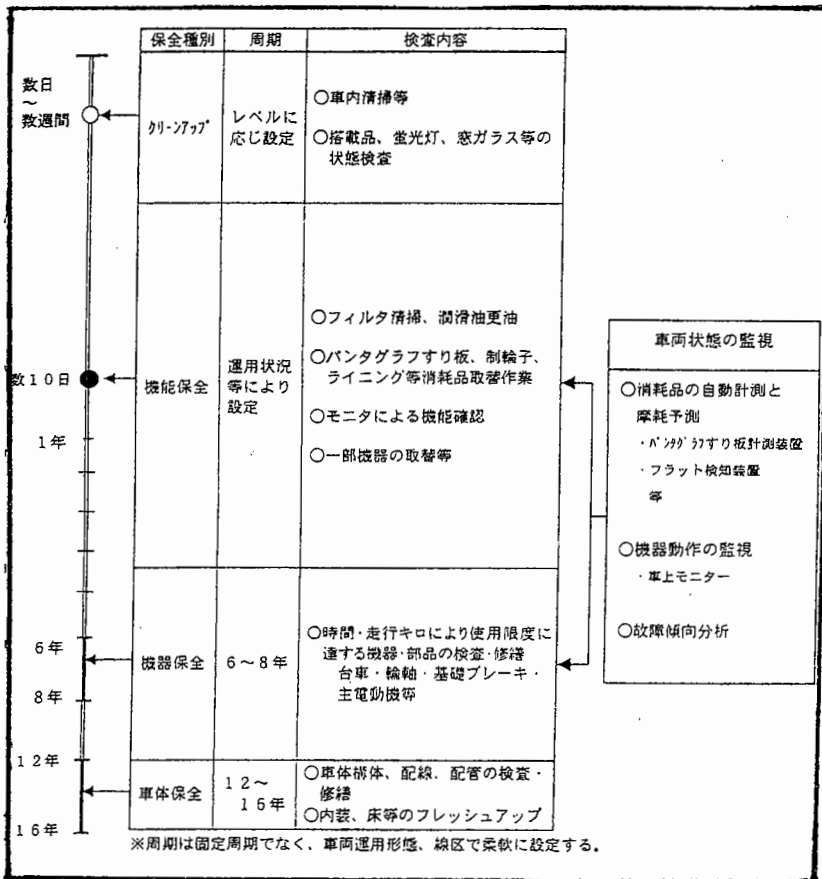 保全種別 周期 検査内容
数日
～
数週間
クリーンアップ
レベルに
応じ設定
○車内清掃等
○搭載品、蛍光灯、窓ガラス等の
状態検査
数10日
1年
機能保全
運用状況
等により
設定
○フィルタ清掃、潤滑油更油
○パンタグラフすり板、制輪子、
ライニング等消耗品取替作業
○モニタによる機能確認
○一部機器の取替等
6年
8年
機器保全
6～8年
○時間・走行キロにより使用限度に
達する機器・部品の検査・修繕
台車・輪軸・基礎ブレーキ・
主電動機等
12年
16年
車体保全
12～
16年
○車体構体、配線、配管の検査・
修繕
○内装、床等のフレッシュアップ
車両状態の監視
○消耗品の自動計測と
摩耗予測
・パンタグラフすり板計測装置
・フラット検知装置
等
○機器動作の監視
・車上モニター
○故障傾向分析
※周期は固定周期でなく、車両運用形態、線区で柔軟に設定する。